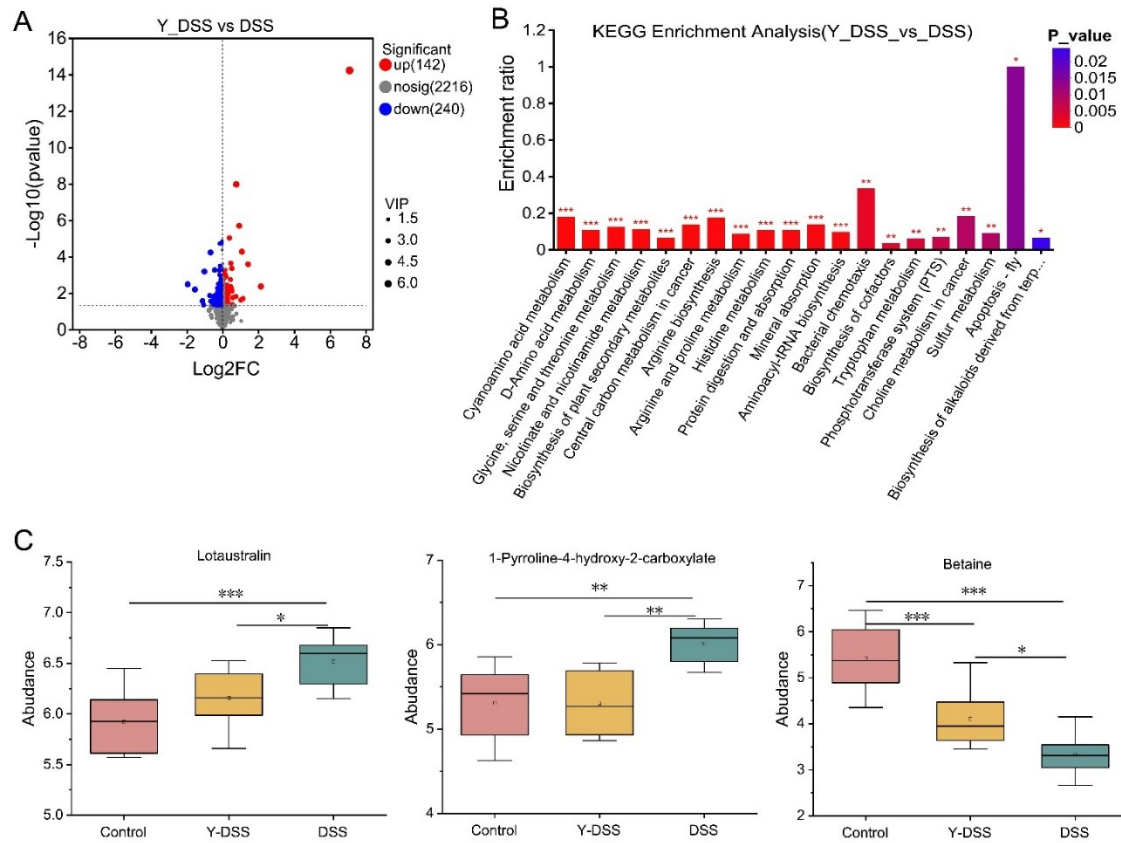 A
Y_DSS vs DSS
Significant
up(142)
nosig(2216)
down(240)
VIP
1.5
3.0
4.5
6.0
-Log10(pvalue)
16
14
12
10
8
6
4
2
0
-8 -6 -4 -2 0 2 4 6 8
Log2FC
B
KEGG Enrichment Analysis(Y_DSS_vs_DSS)
P_value
0.02
0.015
0.01
0.005
0
Enrichment ratio
1.2
1
0.8
0.6
0.4
0.2
0
*** *** *** *** *** *** *** *** *** *** *** *** ** ** ** ** ** ** * *
Cyanoamino acid metabolism
D-Amino acid metabolism
Glycine, serine and threonine metabolism
Nicotinate and nicotinamide metabolism
Biosynthesis of plant secondary metabolites
Central carbon metabolism in cancer
Arginine biosynthesis
Arginine and proline metabolism
Histidine metabolism
Protein digestion and absorption
Mineral absorption
Aminoacyl-tRNA biosynthesis
Bacterial chemotaxis
Biosynthesis of cofactors
Tryptophan metabolism
Phosphotransferase system (PTS)
Choline metabolism in cancer
Sulfur metabolism
Apoptosis - fly
Biosynthesis of alkaloids derived from terp...
C
Lotaustralin
Abudance
7.5
7.0
6.5
6.0
5.5
5.0
***
*
Control Y-DSS DSS
1-Pyrroline-4-hydroxy-2-carboxylate
Abudance
7
6
5
4
**
**
Control Y-DSS DSS
Betaine
Abudance
7
6
5
4
3
2
***
***
*
Control Y-DSS DSS